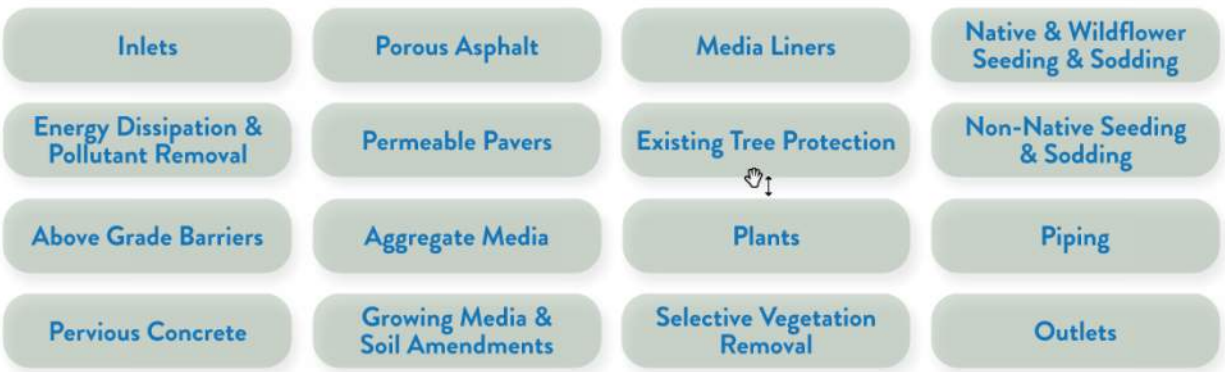 Inlets
Porous Asphalt
Media Liners
Native & Wildflower
Seeding & Sodding
Energy Dissipation &
Pollutant Removal
Permeable Pavers
Existing Tree Protection
Non-Native Seeding
& Sodding
Above Grade Barriers
Aggregate Media
Plants
Piping
Pervious Concrete
Growing Media &
Soil Amendments
Selective Vegetation
Removal
Outlets